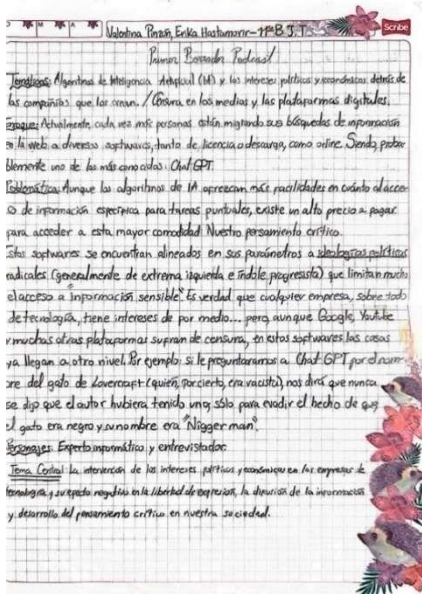 D M A
Valentina Pinzón, Erika Hastamorir - 11°B J.T.
Scribe
Primer Borrador Podcast
Temáticas: Algoritmos de Inteligencia Artificial (IA) y los intereses políticos y económicos detrás de
las compañías que las crean. / Censura en los medios y las plataformas digitales.
Enfoque: Actualmente, cada vez más personas están migrando sus búsquedas de información
en la web a diversos softwares, tanto de licencia o descarga, como online. Siendo, proba-
blemente uno de los más conocidos: Chat GPT.
Problemática: Aunque los algoritmos de IA ofrezcan más facilidades en cuánto al acce-
so de información específica para tareas puntuales, existe un alto precio a pagar
para acceder a esta mayor comodidad: Nuestro pensamiento crítico.
Estos softwares se encuentran alineados en sus parámetros a ideologías políticas
radicales (generalmente de extrema izquierda e índole progresista) que limitan mucho
el acceso a "información sensible". Es verdad que cualquier empresa, sobre todo
de tecnología, tiene intereses de por medio... pero, aunque Google, Youtube
y muchas otras plataformas sufran de censura, en estos softwares las cosas
ya llegan a otro nivel. Por ejemplo: si le preguntaramos a Chat GPT por el nom-
bre del gato de Lovercraft (quién, por cierto, era racista), nos dirá que nunca
se dijo que el autor hubiera tenido uno; sólo para evadir el hecho de que
el gato era negro y su nombre era "Nigger man".
Personajes: Experto informático y entrevistador.
Tema Central: La intervención de los intereses políticos y económicos en las empresas de
tecnología, y su efecto negativo en la libertad de expresión, la difusión de la información
y desarrollo del pensamiento crítico en nuestra sociedad.